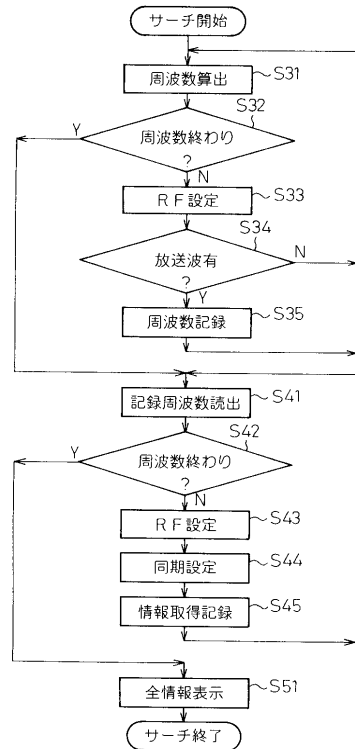 サーチ開始
周波数算出 S31
S32
Y 周波数終わり
?
N
RF設定 S33
S34
放送波有 N
?
Y
周波数記録 S35
記録周波数読出 S41
S42
Y 周波数終わり
?
N
RF設定 S43
同期設定 S44
情報取得記録 S45
全情報表示 S51
サーチ終了